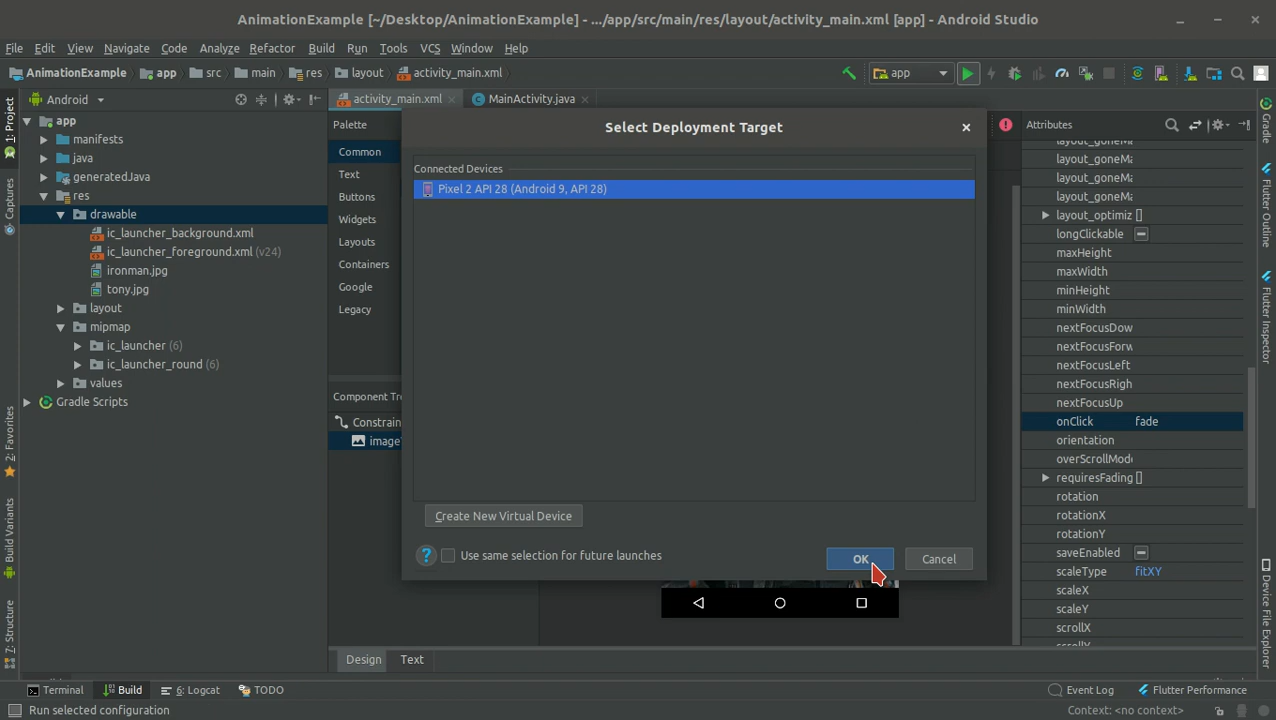 AnimationExample [~/Desktop/AnimationExample] - .../app/src/main/res/layout/activity_main.xml [app] - Android Studio
File Edit View Navigate Code Analyze Refactor Build Run Tools VCS Window Help
AnimationExample app src main res layout activity_main.xml app
Android
activity_main.xml MainActivity.java
1: Project
Captures
2: Favorites
Build Variants
7: Structure
app
manifests
java
generatedJava
res
drawable
ic_launcher_background.xml
ic_launcher_foreground.xml (v24)
ironman.jpg
tony.jpg
layout
mipmap
ic_launcher (6)
ic_launcher_round (6)
values
Gradle Scripts
Palette
Common
Text
Buttons
Widgets
Layouts
Containers
Google
Legacy
Component Tre
Constrain
image
Select Deployment Target
Connected Devices
Pixel 2 API 28 (Android 9, API 28)
Create New Virtual Device
? Use same selection for future launches
OK Cancel
Design Text
Attributes
layout_goneMa
layout_goneMa
layout_goneMa
layout_goneMa
layout_optimiz []
longClickable
maxHeight
maxWidth
minHeight
minWidth
nextFocusDow
nextFocusForw
nextFocusLeft
nextFocusRigh
nextFocusUp
onClick fade
orientation
overScrollMode
requiresFading []
rotation
rotationX
rotationY
saveEnabled
scaleType fitXY
scaleX
scaleY
scrollX
Gradle
Flutter Outline
Flutter Inspector
Device File Explorer
Terminal Build 6: Logcat TODO Event Log Flutter Performance
Run selected configuration Context: <no context>